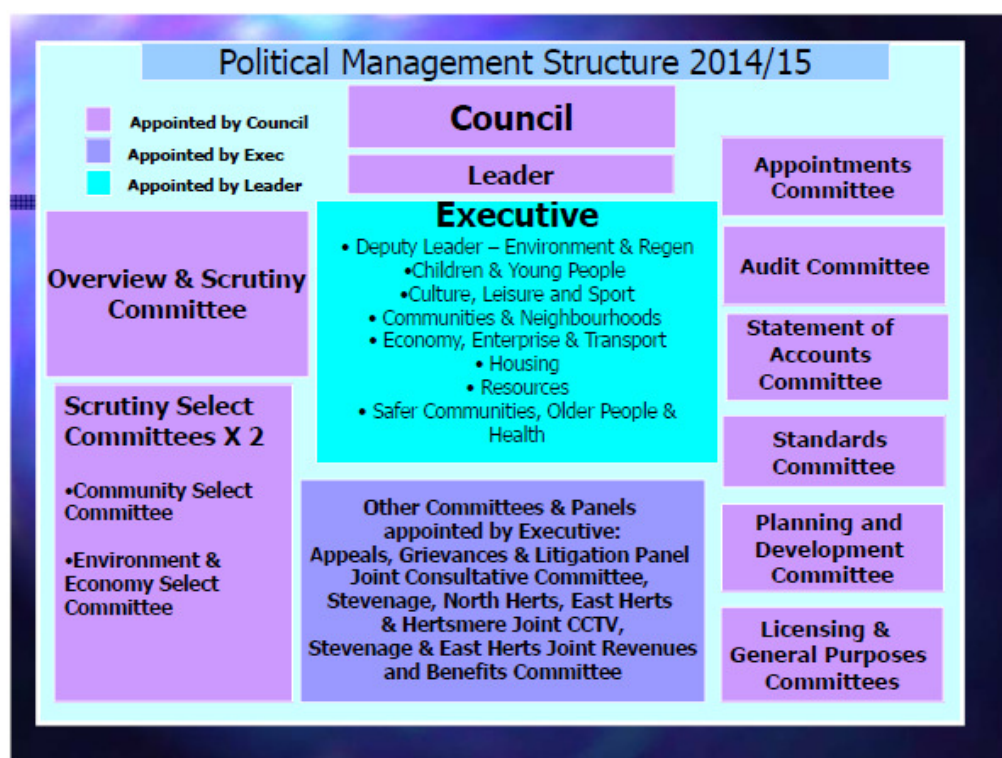 Political Management Structure 2014/15
Appointed by Council
Appointed by Exec
Appointed by Leader
Council
Leader
Executive
• Deputy Leader – Environment & Regen
•Children & Young People
•Culture, Leisure and Sport
• Communities & Neighbourhoods
• Economy, Enterprise & Transport
• Housing
• Resources
• Safer Communities, Older People &
Health
Overview & Scrutiny
Committee
Scrutiny Select
Committees X 2
•Community Select
Committee
•Environment &
Economy Select
Committee
Other Committees & Panels
appointed by Executive:
Appeals, Grievances & Litigation Panel
Joint Consultative Committee,
Stevenage, North Herts, East Herts
& Hertsmere Joint CCTV,
Stevenage & East Herts Joint Revenues
and Benefits Committee
Appointments
Committee
Audit Committee
Statement of
Accounts
Committee
Standards
Committee
Planning and
Development
Committee
Licensing &
General Purposes
Committees